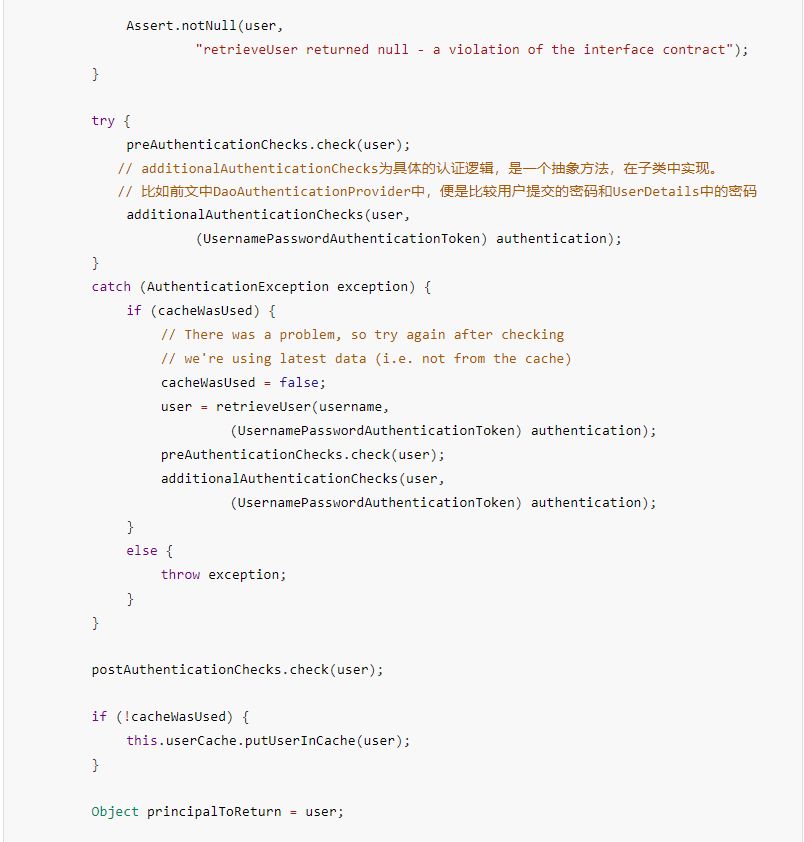 Assert.notNull(user,
"retrieveUser returned null - a violation of the interface contract");
}
try {
preAuthenticationChecks.check(user);
// additionalAuthenticationChecks为具体的认证逻辑，是一个抽象方法，在子类中实现。
// 比如前文中DaoAuthenticationProvider中，便是比较用户提交的密码和UserDetails中的密码
additionalAuthenticationChecks(user,
(UsernamePasswordAuthenticationToken) authentication);
}
catch (AuthenticationException exception) {
if (cacheWasUsed) {
// There was a problem, so try again after checking
// we're using latest data (i.e. not from the cache)
cacheWasUsed = false;
user = retrieveUser(username,
(UsernamePasswordAuthenticationToken) authentication);
preAuthenticationChecks.check(user);
additionalAuthenticationChecks(user,
(UsernamePasswordAuthenticationToken) authentication);
}
else {
throw exception;
}
}
postAuthenticationChecks.check(user);
if (!cacheWasUsed) {
this.userCache.putUserInCache(user);
}
Object principalToReturn = user;